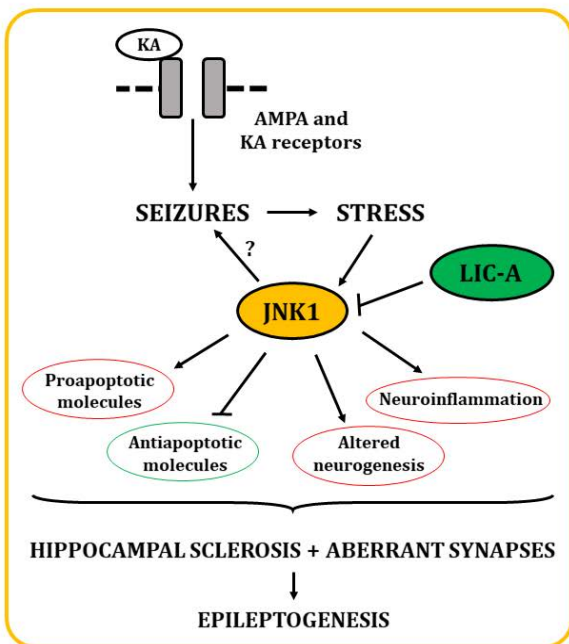 KA
AMPA and
KA receptors
SEIZURES
STRESS
?
LIC-A
JNK1
Proapoptotic
molecules
Neuroinflammation
Antiapoptotic
molecules
Altered
neurogenesis
HIPPOCAMPAL SCLEROSIS + ABERRANT SYNAPSES
EPILEPTOGENESIS